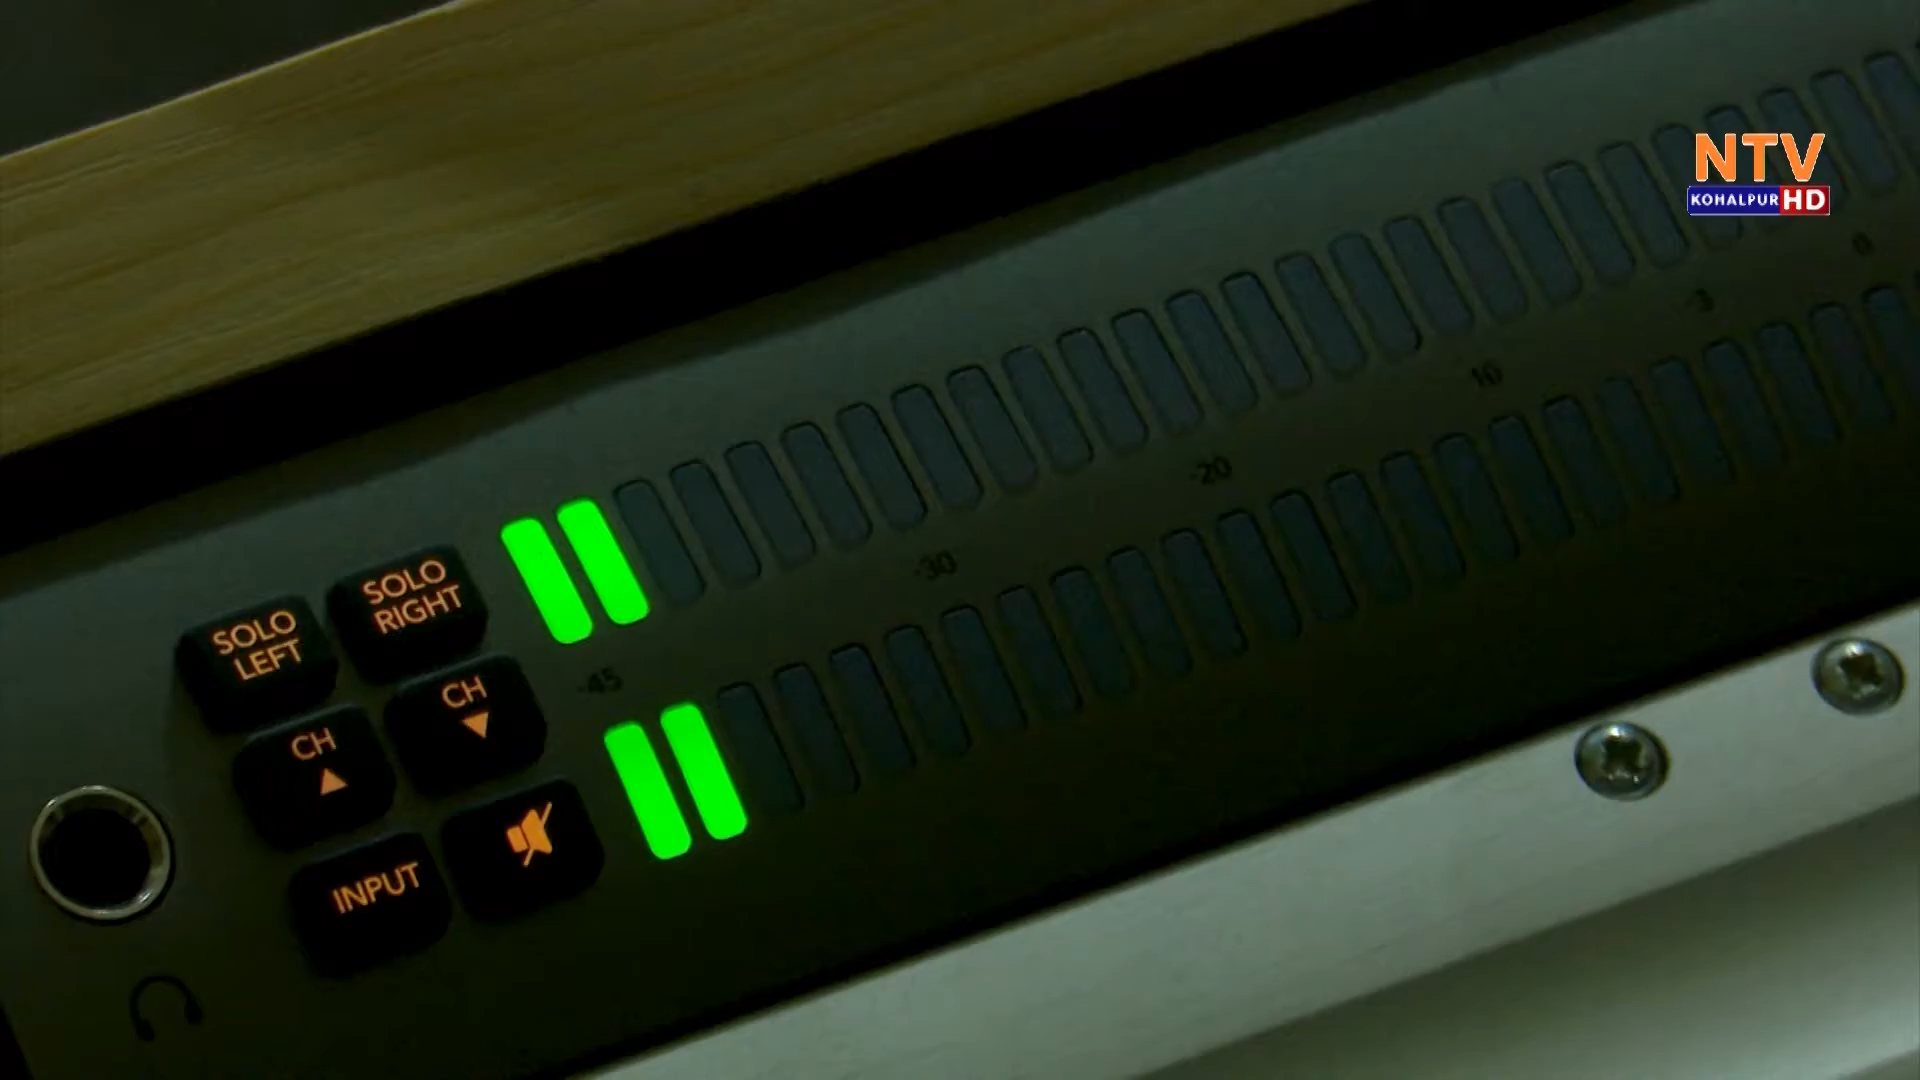 NTV
KOHALPUR HD
0
-3
-10
-20
-30
-45
SOLO
LEFT
SOLO
RIGHT
CH
CH
INPUT